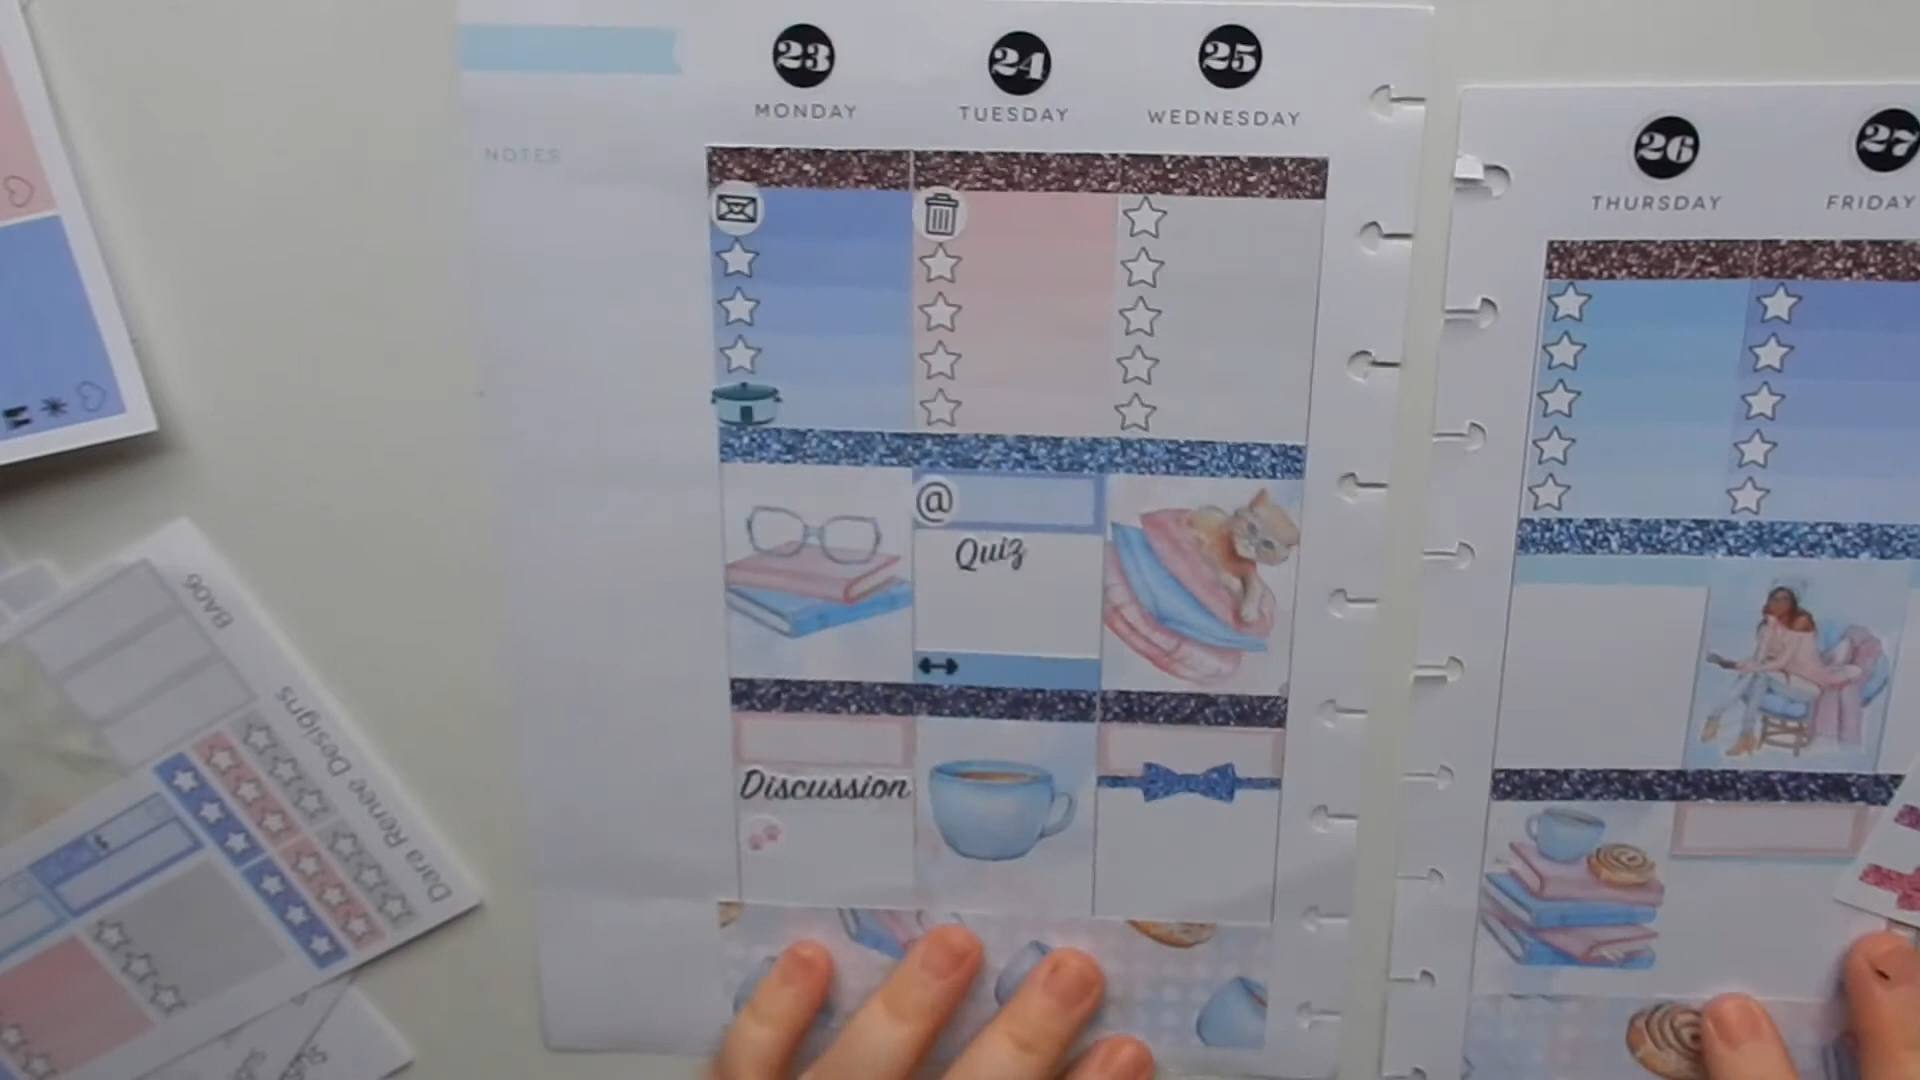 23 24 25
MONDAY TUESDAY WEDNESDAY
26 27
THURSDAY FRIDAY
NOTES
@
Quiz
Discussion
BA06
Dara Renee Designs